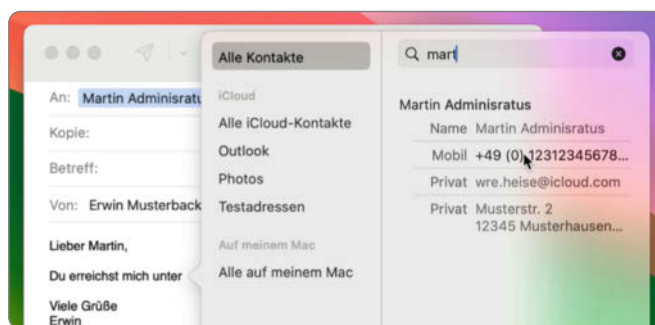 An: Martin Adminisratu
Kopie:
Betreff:
Von: Erwin Musterback
Lieber Martin,
Du erreichst mich unter
Viele Grüße
Erwin
Alle Kontakte
iCloud
Alle iCloud-Kontakte
Outlook
Photos
Testadressen
Auf meinem Mac
Alle auf meinem Mac
mart
Martin Adminisratus
Name Martin Adminisratus
Mobil +49 (0) 12312345678...
Privat wre.heise@icloud.com
Privat Musterstr. 2
12345 Musterhausen...